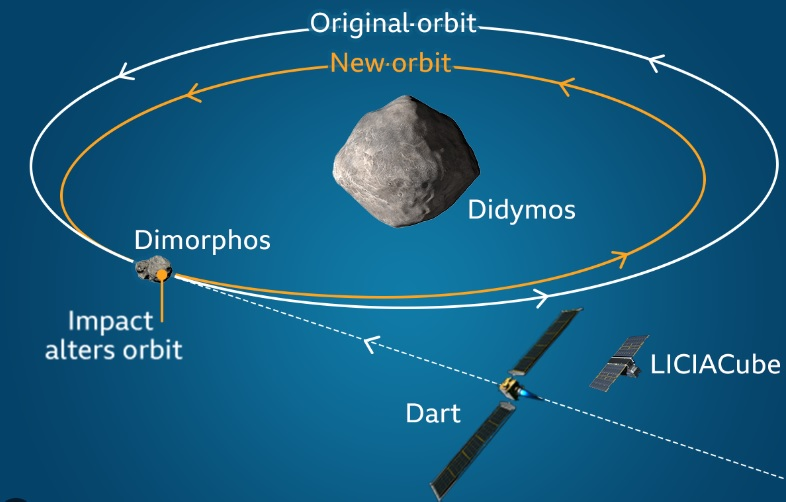 Original orbit
New orbit
Didymos
Dimorphos
Impact
alters orbit
LICIACube
Dart